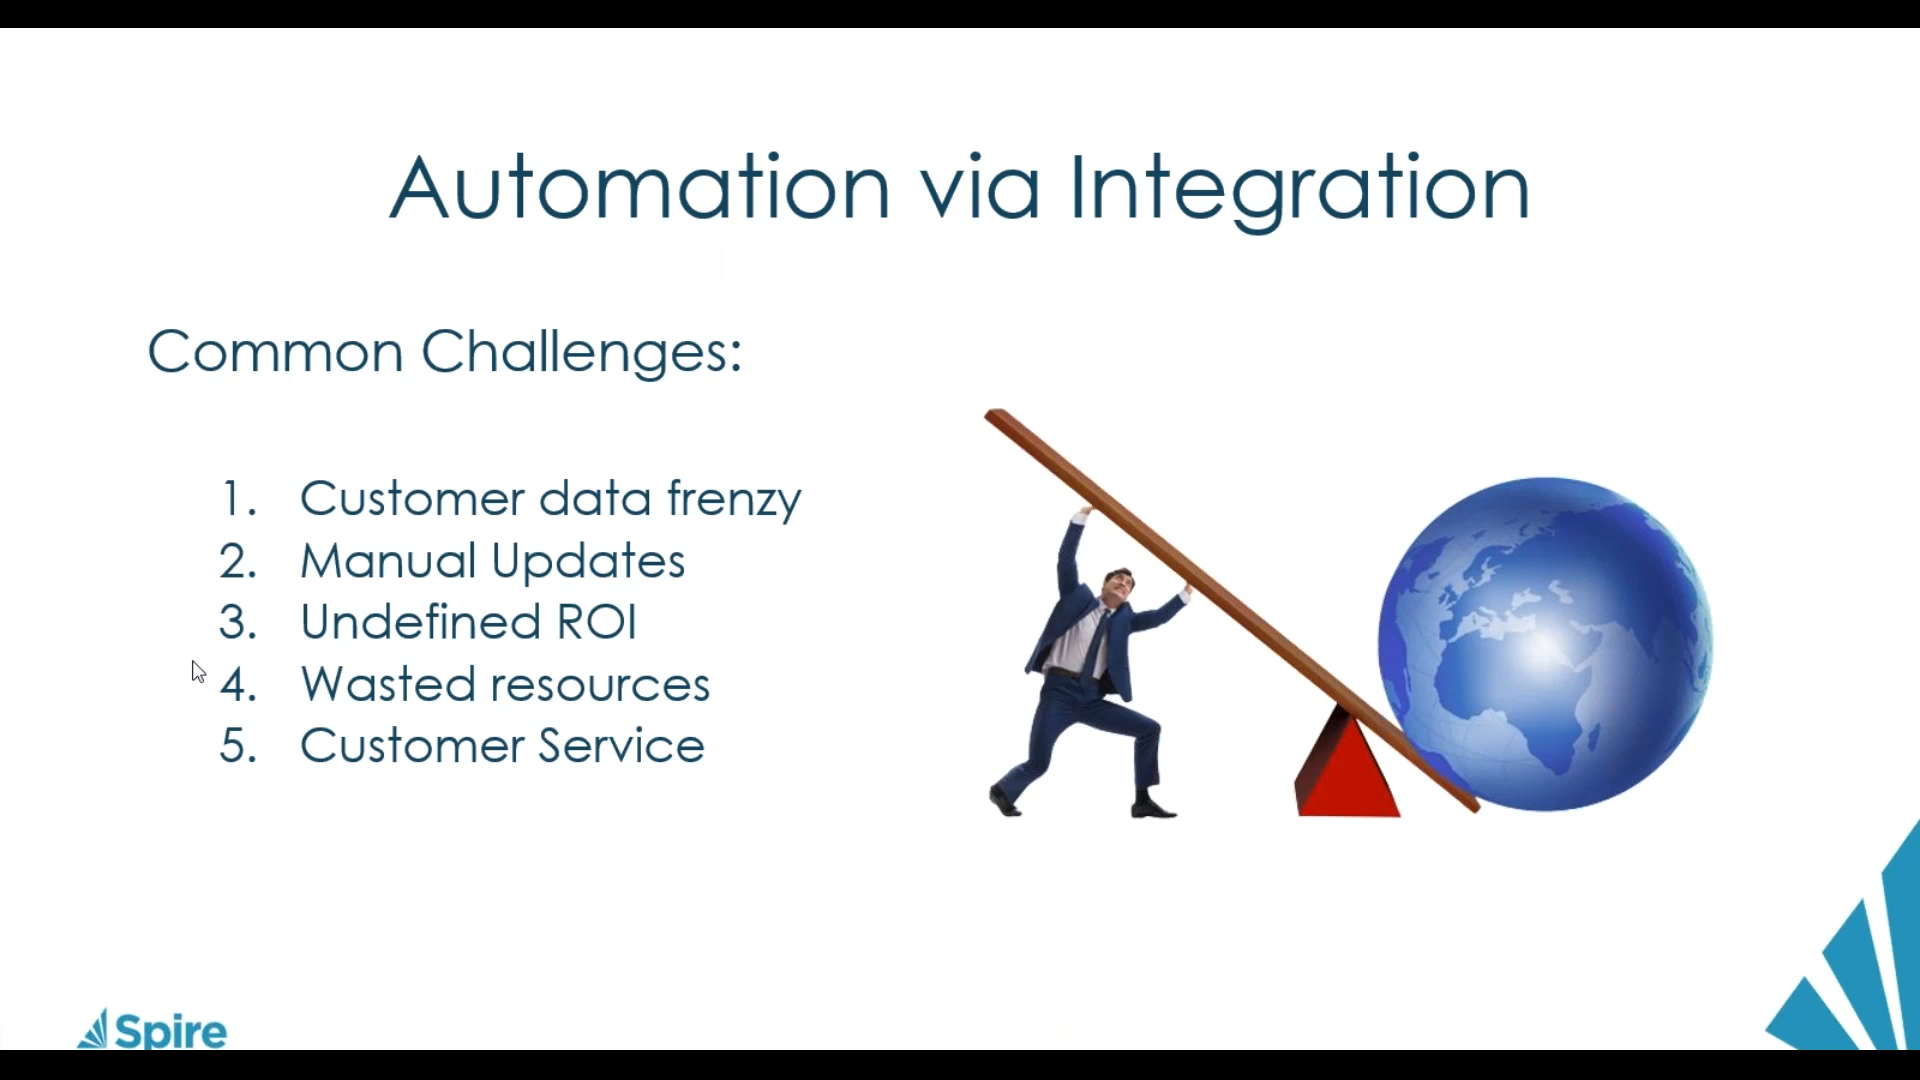 Automation via Integration
Common Challenges:
1. Customer data frenzy
2. Manual Updates
3. Undefined ROI
4. Wasted resources
5. Customer Service
Spire